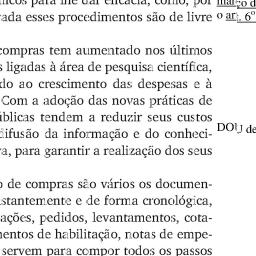 nicos para lhe dar eficácia, como, por
rada esses procedimentos são de livre
compras tem aumentado nos últimos
s ligadas à área de pesquisa científica,
do ao crescimento das despesas e à
Com a adoção das novas práticas de
úblicas tendem a reduzir seus custos
difusão da informação e do conheci-
a, para garantir a realização dos seus
o de compras são vários os documen-
stantemente e de forma cronológica,
ações, pedidos, levantamentos, cota-
mentos de habilitação, notas de empe-
servem para compor todos os passos
março d
o art. 6º
DOU de